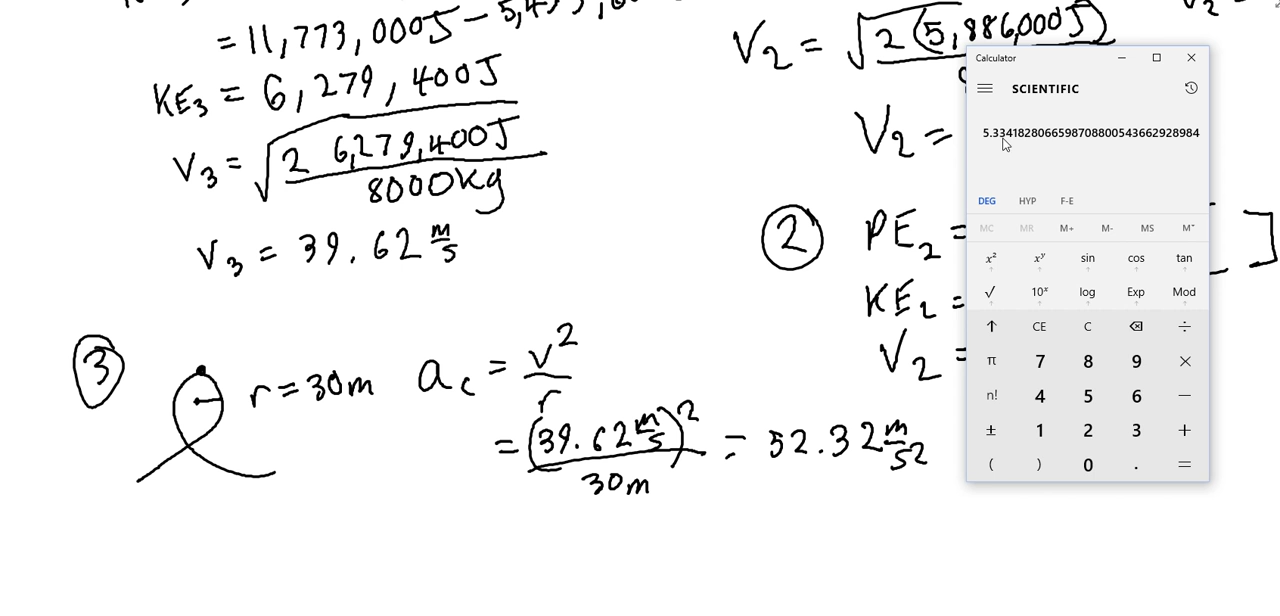 = 11,773,000J -
KE₃ = 6,279,400J
V₃ = √(2 6,279,400J / 8000kg)
V₃ = 39.62 m/s
③ r = 30m a_c = v²/r
= (39.62 m/s)² / 30m = 52.32 m/s²
V₂ = √(2(5,886,000J)
V₂ =
② PE₂ = ]
KE₂ =
V₂ =
Calculator
SCIENTIFIC
5.3341828066598708800543662928984
DEG HYP F-E
MC MR M+ M- MS M˅
x² xʸ sin cos tan
√ 10ˣ log Exp Mod
↑ CE C ⌫ ÷
π 7 8 9 ×
n! 4 5 6 −
± 1 2 3 +
( ) 0 . =